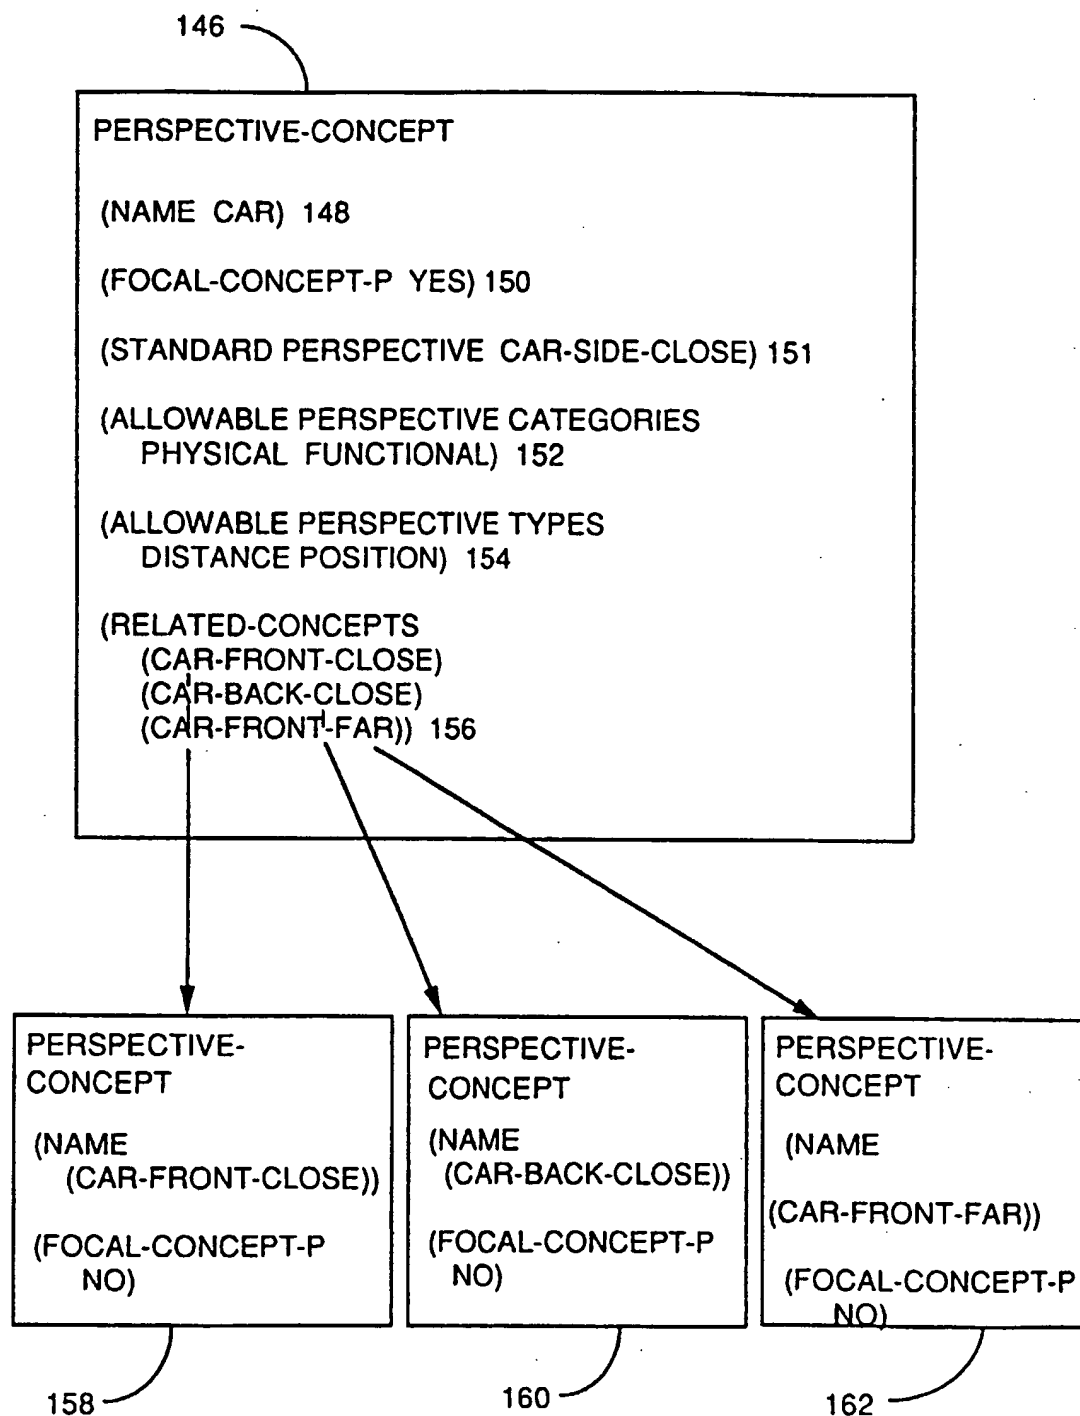 146
PERSPECTIVE-CONCEPT
(NAME CAR) 148
(FOCAL-CONCEPT-P YES) 150
(STANDARD PERSPECTIVE CAR-SIDE-CLOSE) 151
(ALLOWABLE PERSPECTIVE CATEGORIES
PHYSICAL FUNCTIONAL) 152
(ALLOWABLE PERSPECTIVE TYPES
DISTANCE POSITION) 154
(RELATED-CONCEPTS
(CAR-FRONT-CLOSE)
(CAR-BACK-CLOSE)
(CAR-FRONT-FAR)) 156
PERSPECTIVE-
CONCEPT
(NAME
(CAR-FRONT-CLOSE))
(FOCAL-CONCEPT-P
NO)
158
PERSPECTIVE-
CONCEPT
(NAME
(CAR-BACK-CLOSE))
(FOCAL-CONCEPT-P
NO)
160
PERSPECTIVE-
CONCEPT
(NAME
(CAR-FRONT-FAR))
(FOCAL-CONCEPT-P
NO)
162